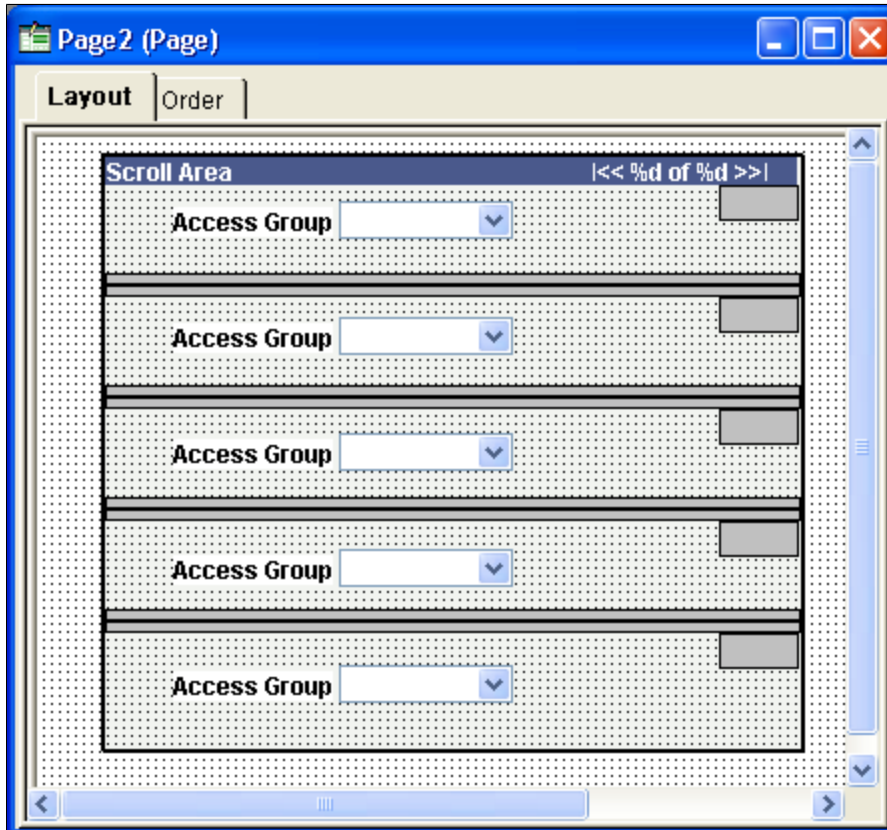 Page2 (Page)
Layout Order
Scroll Area |<< %d of %d >>|
Access Group
Access Group
Access Group
Access Group
Access Group